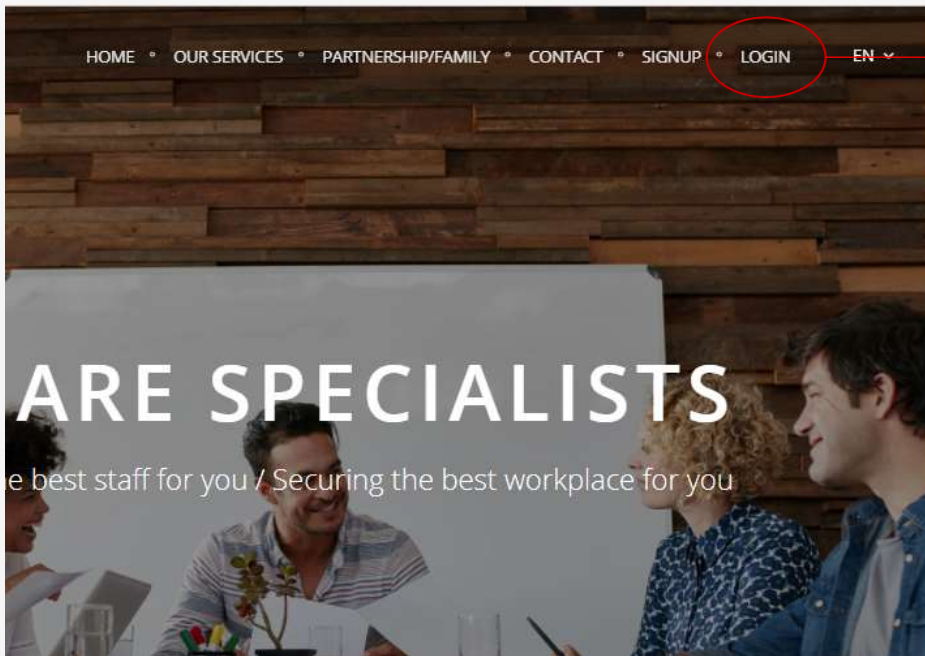 HOME ° OUR SERVICES ° PARTNERSHIP/FAMILY ° CONTACT ° SIGNUP ° LOGIN EN
ARE SPECIALISTS
e best staff for you / Securing the best workplace for you